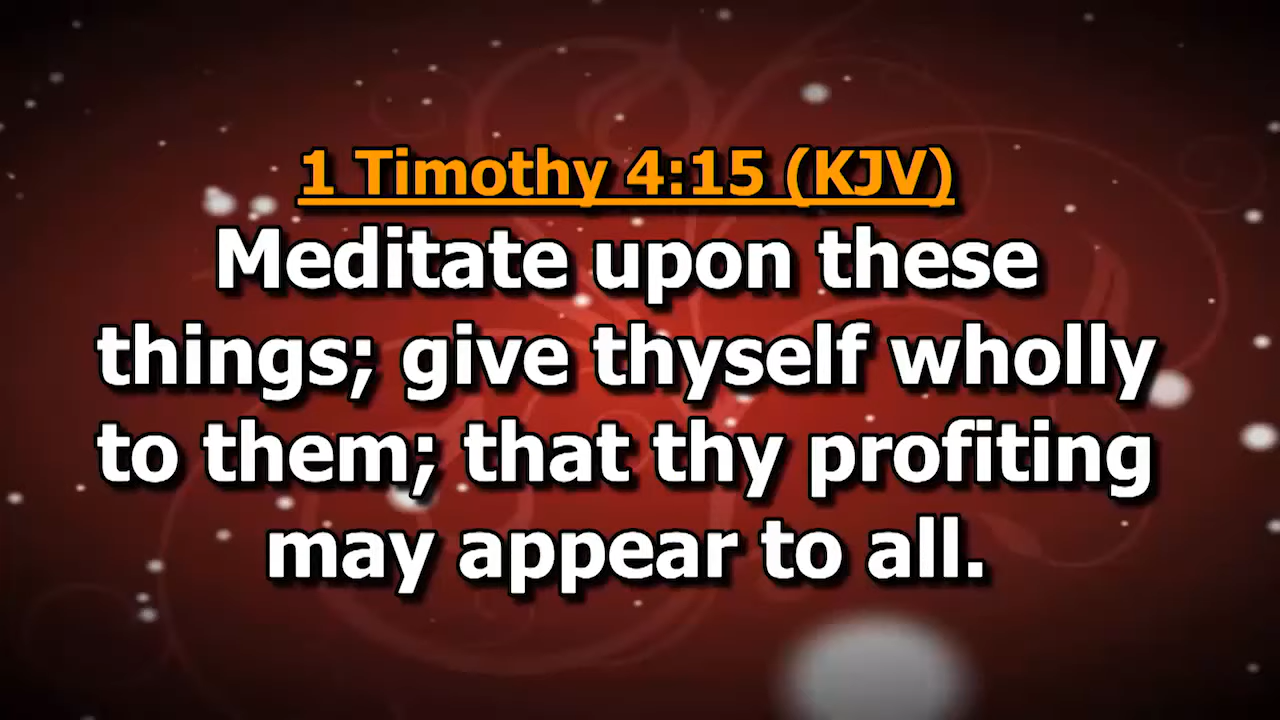 1 Timothy 4:15 (KJV)
Meditate upon these
things; give thyself wholly
to them; that thy profiting
may appear to all.